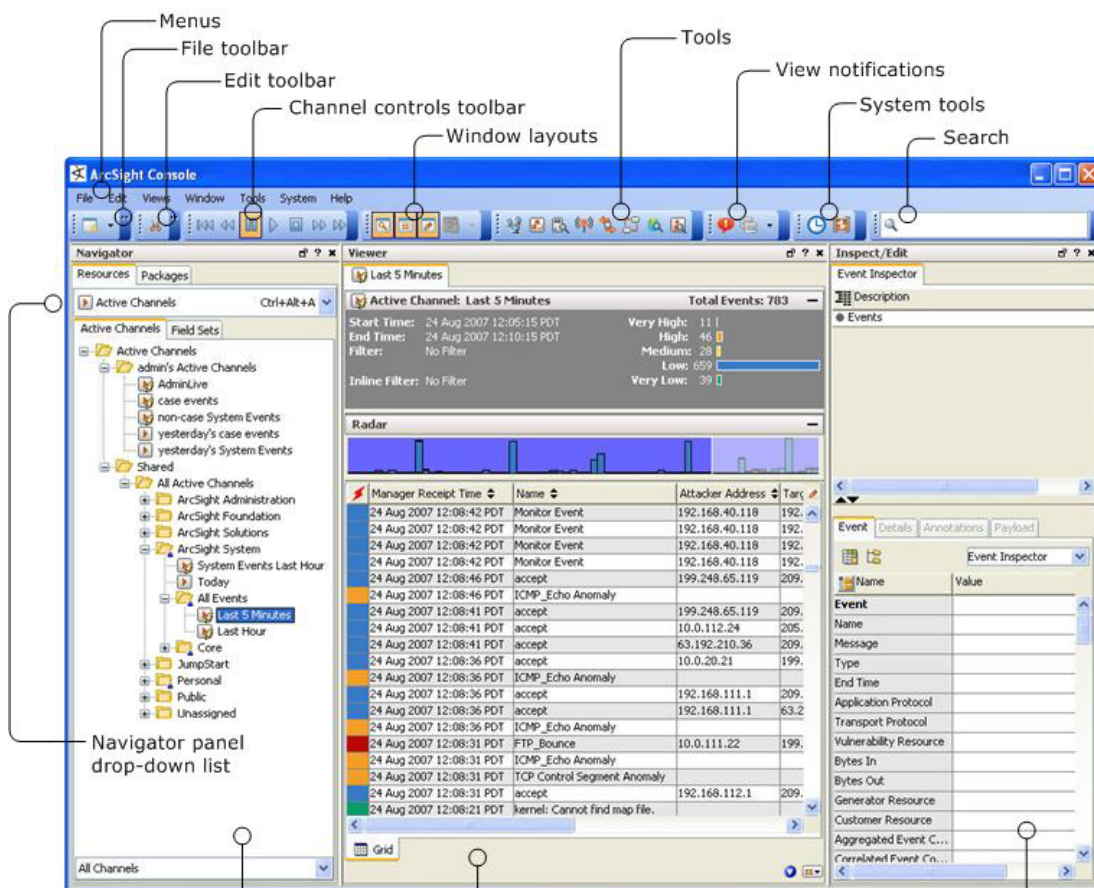 Menus
File toolbar
Edit toolbar
Channel controls toolbar
Window layouts
Tools
View notifications
System tools
Search
ArcSight Console
File Edit Views Window Tools System Help
Navigator
Resources Packages
Active Channels Ctrl+Alt+A
Active Channels Field Sets
Active Channels
admin's Active Channels
AdminLive
case events
non-case System Events
yesterday's case events
yesterday's System Events
Shared
All Active Channels
ArcSight Administration
ArcSight Foundation
ArcSight Solutions
ArcSight System
System Events Last Hour
Today
All Events
Last 5 Minutes
Last Hour
Core
JumpStart
Personal
Public
Unassigned
Navigator panel
drop-down list
All Channels
Viewer
Last 5 Minutes
Active Channel: Last 5 Minutes Total Events: 783
Start Time: 24 Aug 2007 12:05:15 PDT Very High: 11
End Time: 24 Aug 2007 12:10:15 PDT High: 46
Filter: No Filter Medium: 28
Low: 659
Inline Filter: No Filter Very Low: 39
Radar
Manager Receipt Time Name Attacker Address Targ
24 Aug 2007 12:08:42 PDT Monitor Event 192.168.40.118 192.
24 Aug 2007 12:08:42 PDT Monitor Event 192.168.40.118 192.
24 Aug 2007 12:08:42 PDT Monitor Event 192.168.40.118 192.
24 Aug 2007 12:08:42 PDT Monitor Event 192.168.40.118 192.
24 Aug 2007 12:08:46 PDT accept 199.248.65.119 209.
24 Aug 2007 12:08:46 PDT ICMP_Echo Anomaly
24 Aug 2007 12:08:41 PDT accept 199.248.65.119 209.
24 Aug 2007 12:08:41 PDT accept 10.0.112.24 205.
24 Aug 2007 12:08:41 PDT accept 63.192.210.36 209.
24 Aug 2007 12:08:36 PDT accept 10.0.20.21 199.
24 Aug 2007 12:08:36 PDT ICMP_Echo Anomaly
24 Aug 2007 12:08:36 PDT accept 192.168.111.1 209.
24 Aug 2007 12:08:36 PDT accept 192.168.111.1 63.2
24 Aug 2007 12:08:36 PDT ICMP_Echo Anomaly
24 Aug 2007 12:08:31 PDT FTP_Bounce 10.0.111.22 199.
24 Aug 2007 12:08:31 PDT ICMP_Echo Anomaly
24 Aug 2007 12:08:31 PDT TCP Control Segment Anomaly
24 Aug 2007 12:08:31 PDT accept 192.168.112.1 209.
24 Aug 2007 12:08:21 PDT kernel: Cannot find map file.
Grid
Inspect/Edit
Event Inspector
Description
Events
Event Details Annotations Payload
Event Inspector
Name Value
Event
Name
Message
Type
End Time
Application Protocol
Transport Protocol
Vulnerability Resource
Bytes In
Bytes Out
Generator Resource
Customer Resource
Aggregated Event C...
Correlated Event Co...